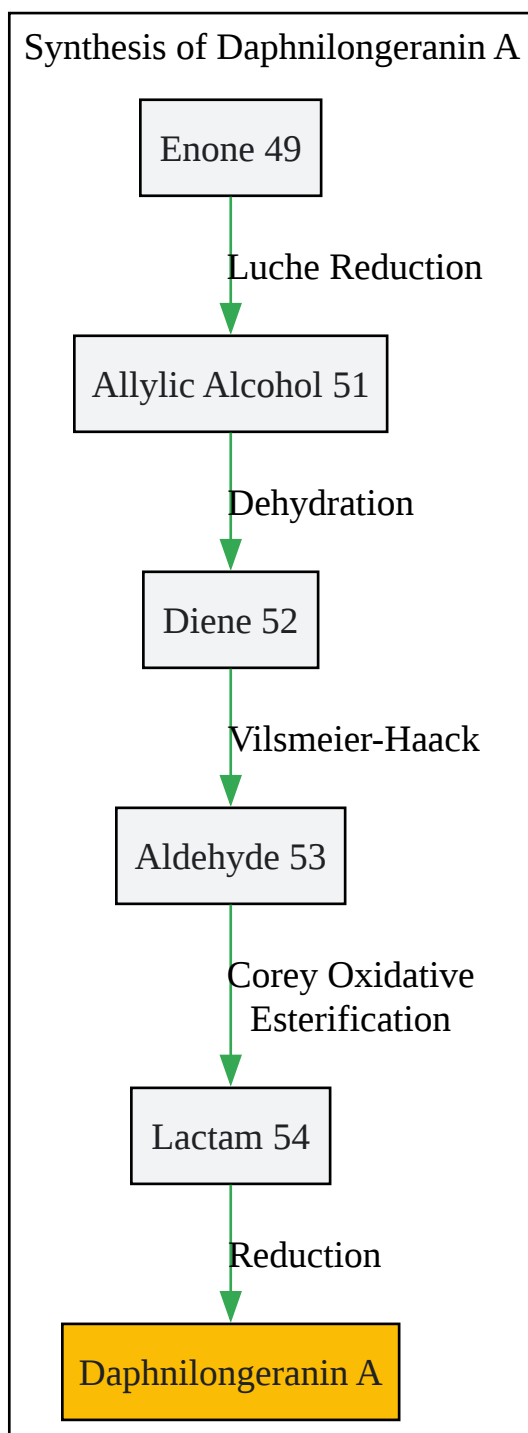 Synthesis of Daphnilongeranin A
Enone 49
Luche Reduction
Allylic Alcohol 51
Dehydration
Diene 52
Vilsmeier-Haack
Aldehyde 53
Corey Oxidative
Esterification
Lactam 54
Reduction
Daphnilongeranin A